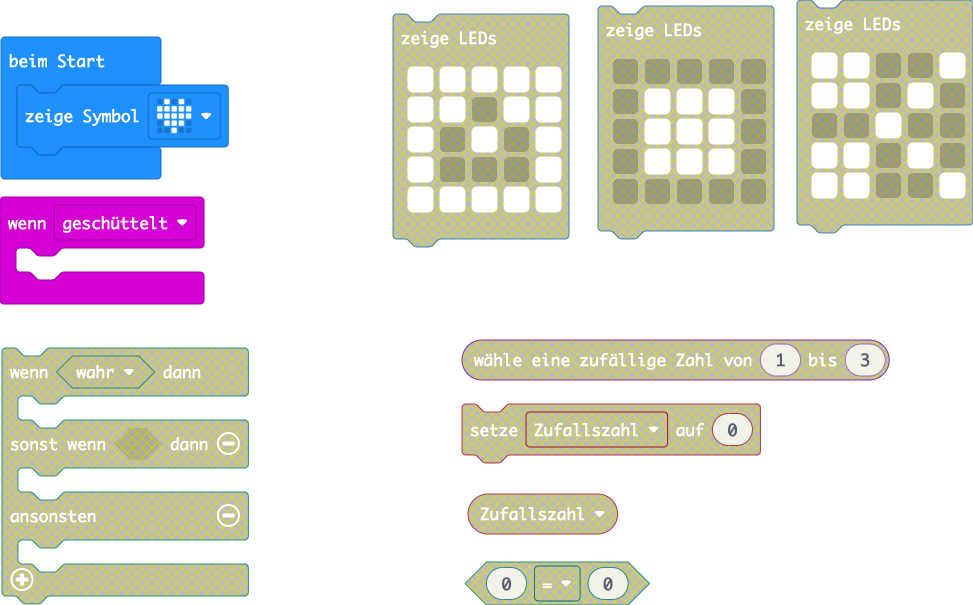 beim Start
zeige Symbol
wenn geschüttelt
zeige LEDs
zeige LEDs
zeige LEDs
wenn wahr dann
sonst wenn dann
ansonsten
wähle eine zufällige Zahl von 1 bis 3
setze Zufallszahl auf 0
Zufallszahl
0 = 0